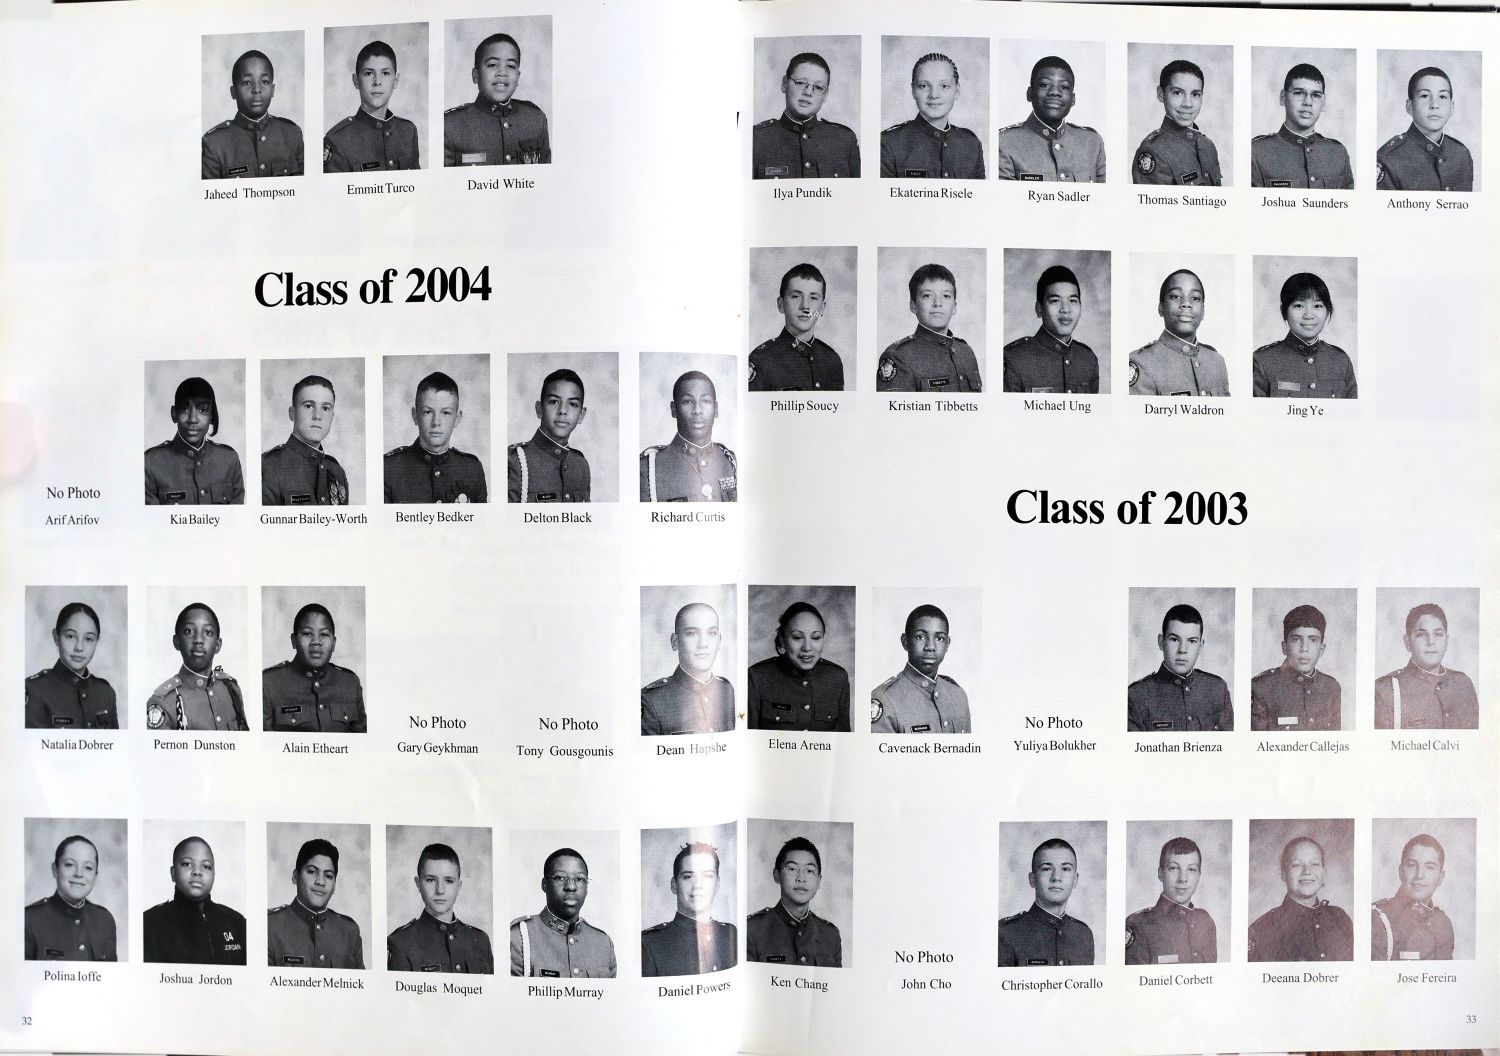 Jaheed Thompson
Emmitt Turco
David White
Class of 2004
No Photo
Arif Arifov
Kia Bailey
Gunnar Bailey-Worth
Bentley Bedker
Delton Black
Richard Curtis
Natalia Dobrer
Pernon Dunston
Alain Etheart
No Photo
Gary Geykhman
No Photo
Tony Gousgounis
Dean Hapshe
Polina Ioffe
04
JORDAN
Joshua Jordon
Alexander Melnick
Douglas Moquet
Phillip Murray
Daniel Powers
32
Ilya Pundik
Ekaterina Risele
Ryan Sadler
Thomas Santiago
Joshua Saunders
Anthony Serrao
Phillip Soucy
Kristian Tibbetts
Michael Ung
Darryl Waldron
Jing Ye
Class of 2003
Elena Arena
Cavenack Bernadin
No Photo
Yuliya Bolukher
Jonathan Brienza
Alexander Callejas
Michael Calvi
Ken Chang
No Photo
John Cho
Christopher Corallo
Daniel Corbett
Deeana Dobrer
Jose Fereira
33